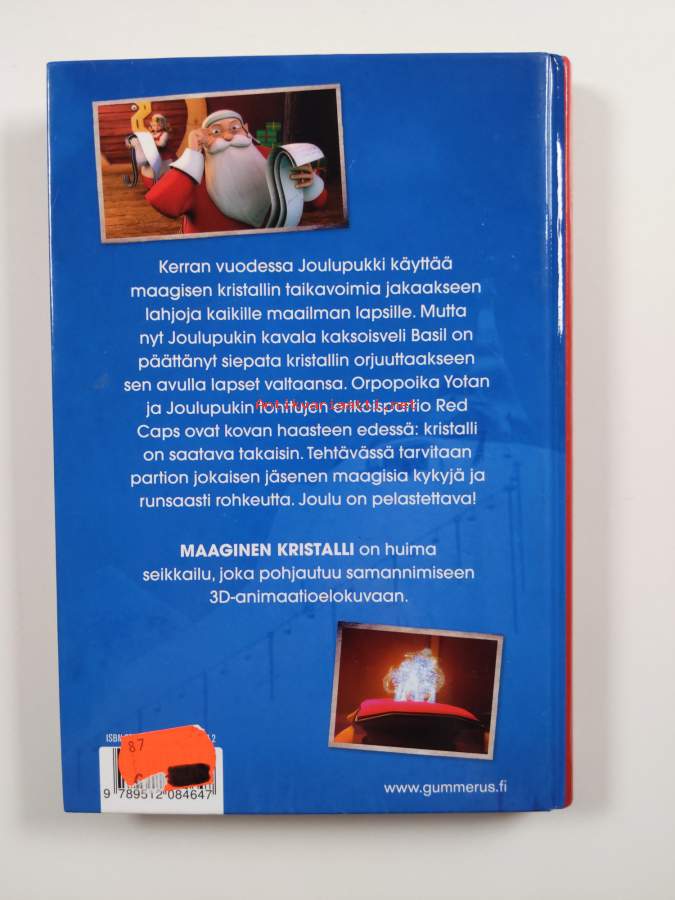 Kerran vuodessa Joulupukki käyttää
maagisen kristallin taikavoimia jakaakseen
lahjoja kaikille maailman lapsille. Mutta
nyt Joulupukin kavala kaksoisveli Basil on
päättänyt siepata kristallin orjuuttaakseen
sen avulla lapset valtaansa. Orpopoika Yotan
ja Joulupukin tonttujen erikoispartio Red
Antikvariaatti.net
Caps ovat kovan haasteen edessä: kristalli
on saatava takaisin. Tehtävässä tarvitaan
partion jokaisen jäsenen maagisia kykyjä ja
runsaasti rohkeutta. Joulu on pelastettava!
MAAGINEN KRISTALLI on huima
seikkailu, joka pohjautuu samannimiseen
3D-animaatioelokuvaan.
ISBN
87
9 789512 084647
www.gummerus.fi